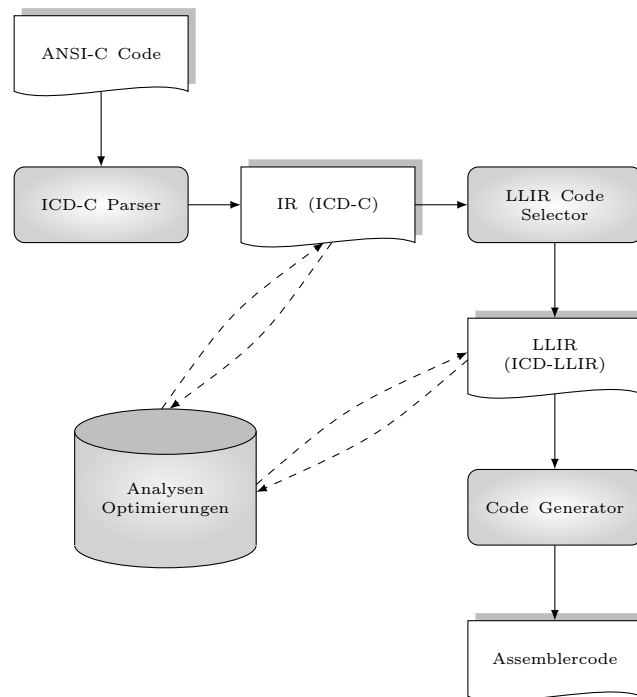 ANSI-C Code
ICD-C Parser
IR (ICD-C)
LLIR Code
Selector
LLIR
(ICD-LLIR)
Analysen
Optimierungen
Code Generator
Assemblercode